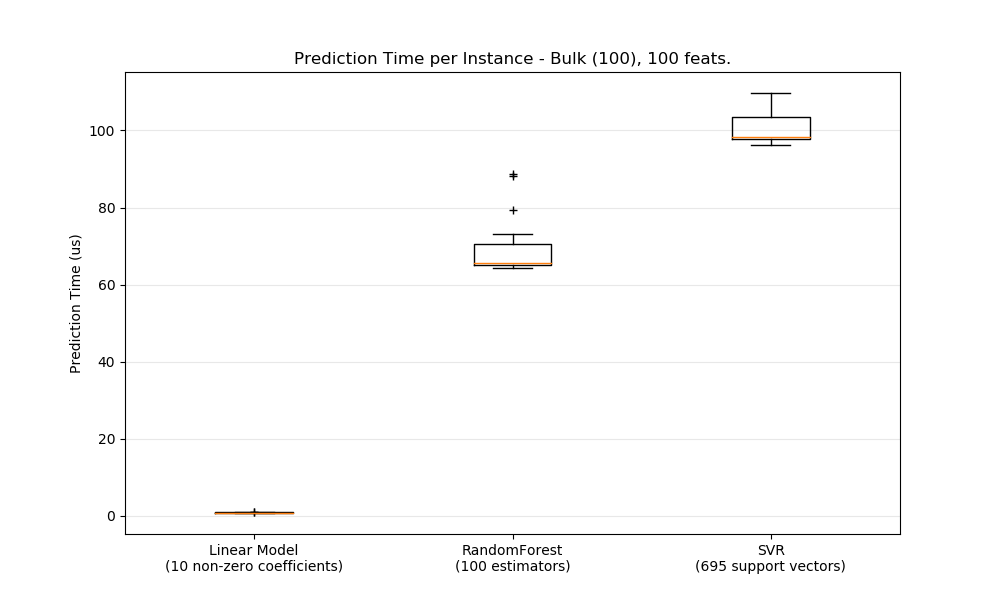 Prediction Time per Instance - Bulk (100), 100 feats.
Prediction Time (us)
100
80
60
40
20
0
Linear Model
(10 non-zero coefficients)
RandomForest
(100 estimators)
SVR
(695 support vectors)